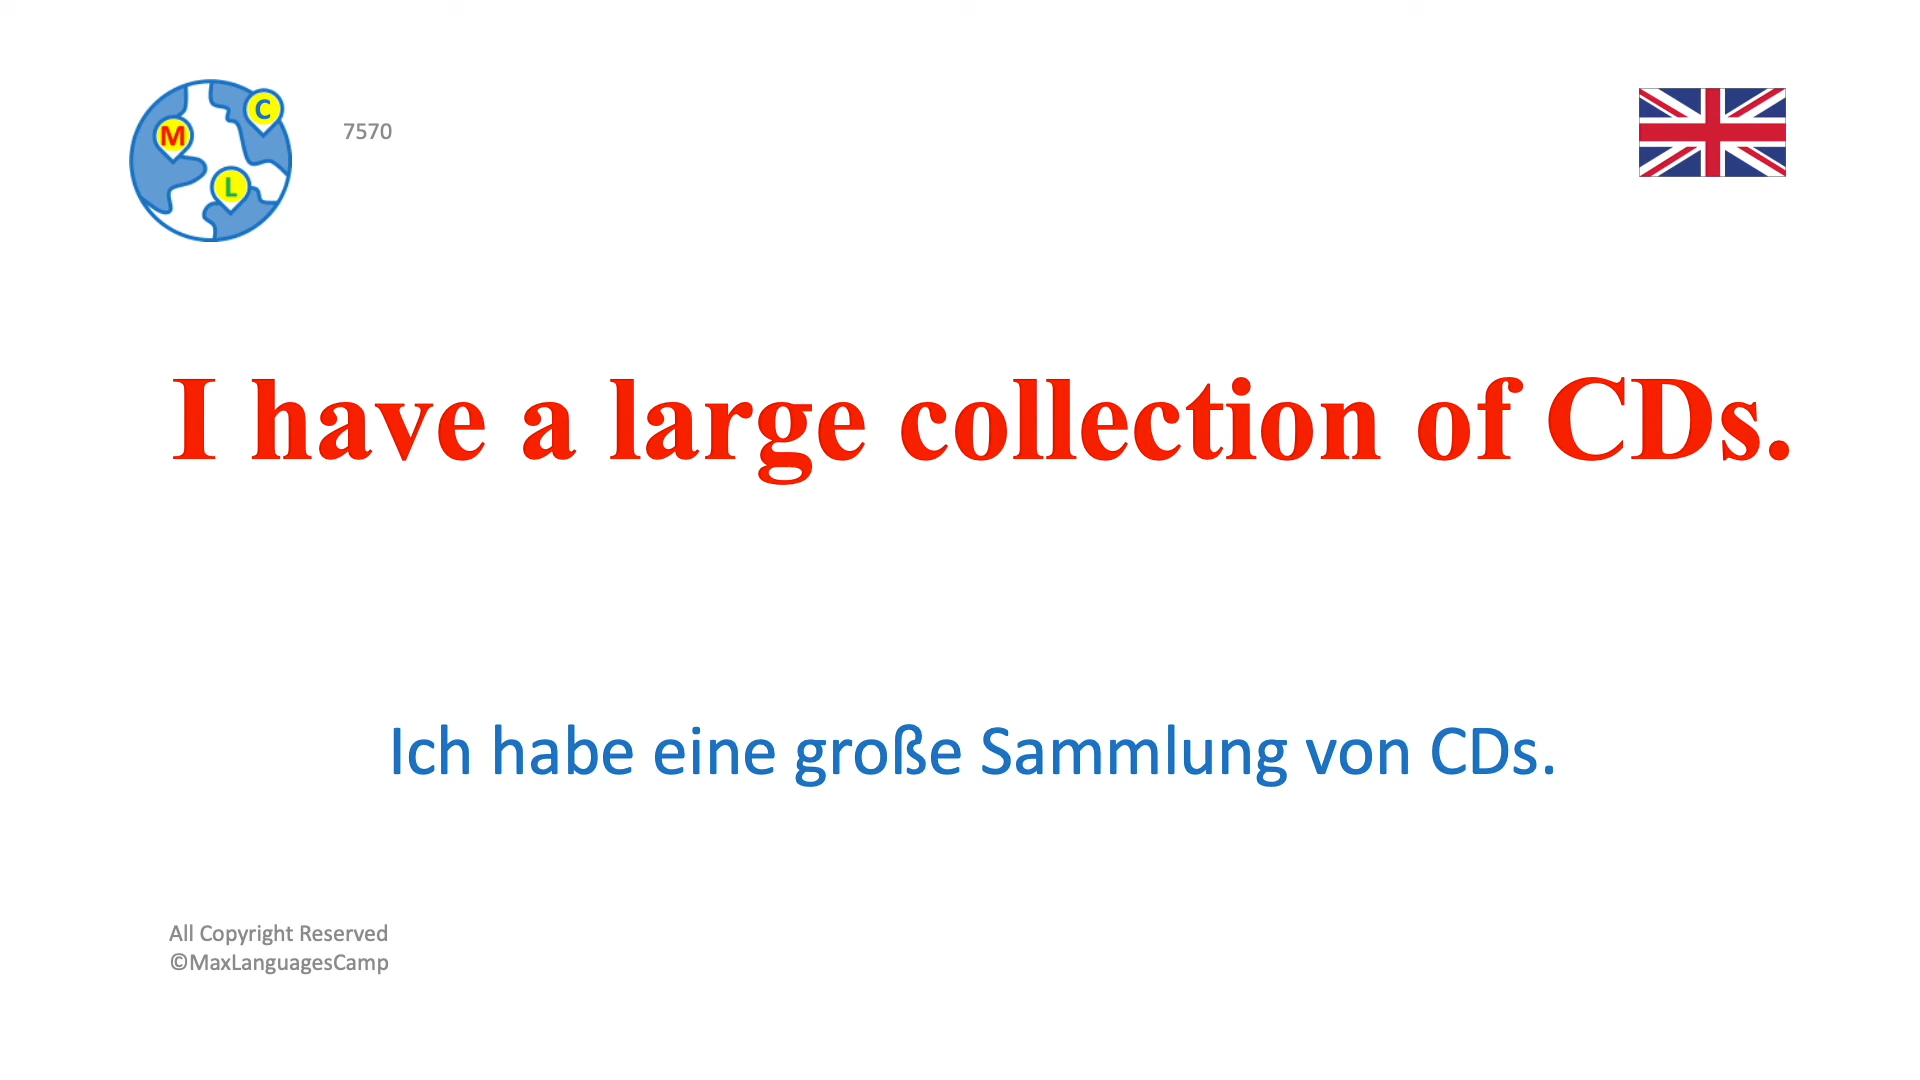 C
M
L
7570
I have a large collection of CDs.
Ich habe eine große Sammlung von CDs.
All Copyright Reserved
©MaxLanguagesCamp